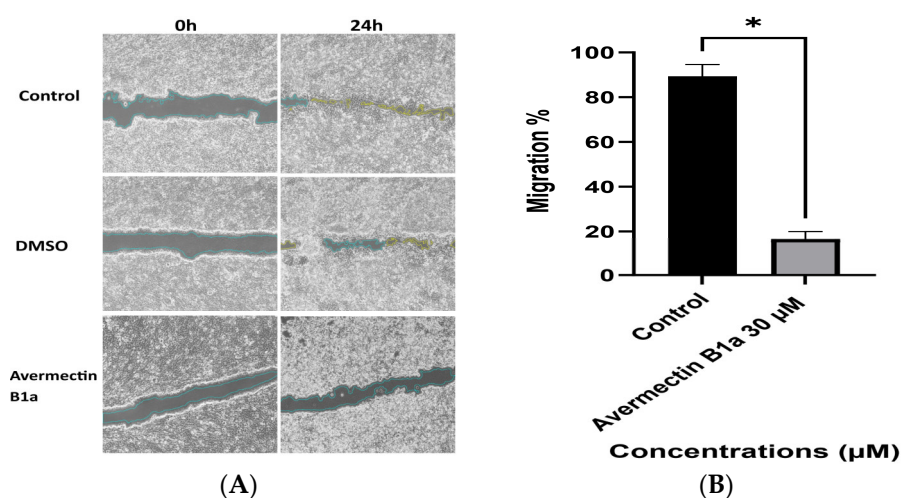 0h
24h
Control
DMSO
Avermectin
B1a
(A)
*
Migration %
100
80
60
40
20
0
Control
Avermectin B1a 30 µM
Concentrations (µM)
(B)